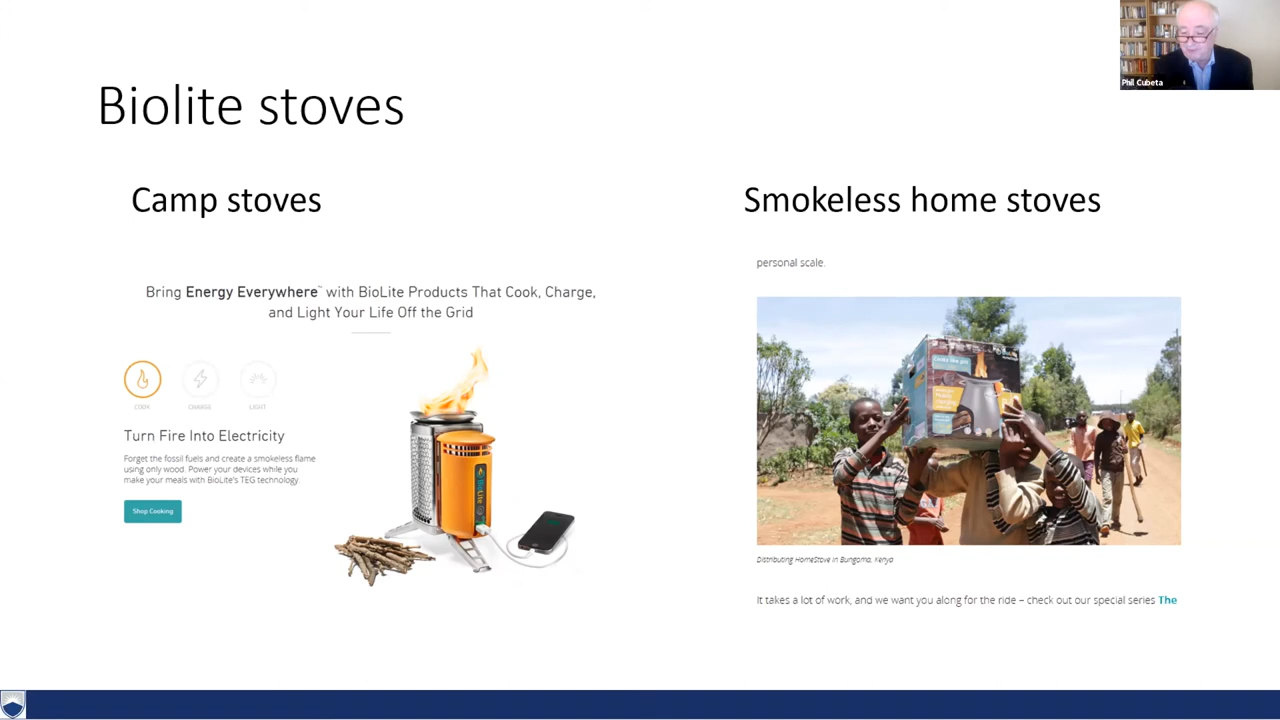 Phil Cubeta
Biolite stoves
Camp stoves
Bring Energy Everywhere™ with BioLite Products That Cook, Charge,
and Light Your Life Off the Grid
COOK
CHARGE
LIGHT
Turn Fire Into Electricity
Forget the fossil fuels and create a smokeless flame
using only wood. Power your devices while you
make your meals with BioLite's TEG technology.
Shop Cooking
BioLite
Smokeless home stoves
personal scale.
Distributing HomeStove in Bungoma, Kenya
It takes a lot of work, and we want you along for the ride – check out our special series The